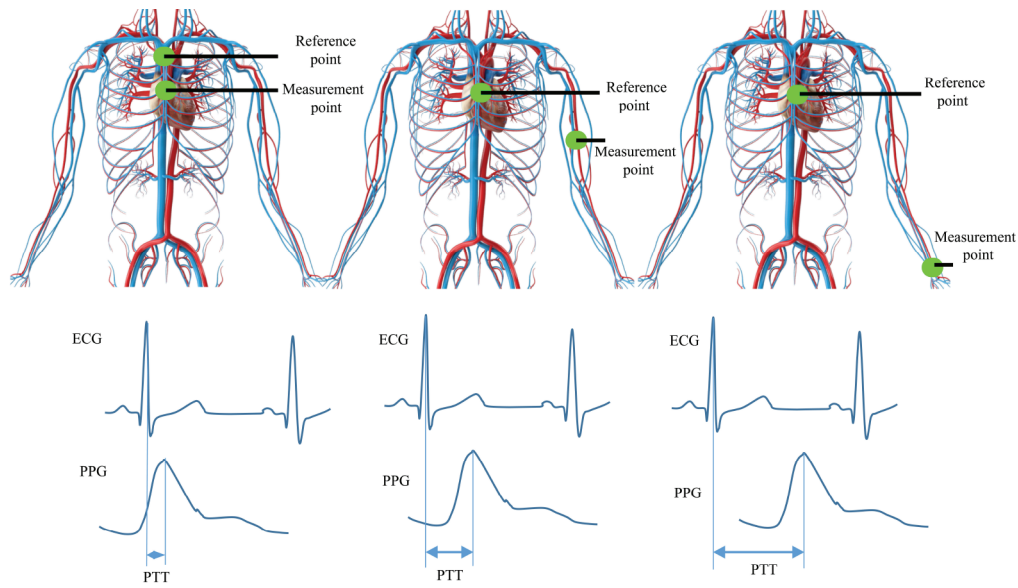 Reference
point
Measurement
point
Reference
point
Measurement
point
Reference
point
Measurement
point
ECG
PPG
PTT
ECG
PPG
PTT
ECG
PPG
PTT